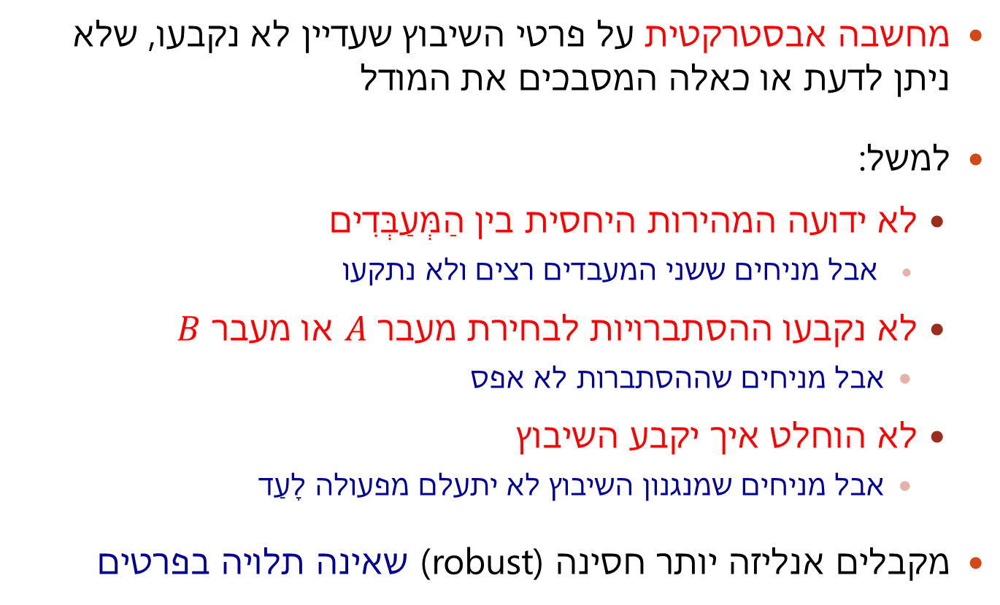 • מחשבה אבסטרקטית על פרטי השיבוץ שעדיין לא נקבעו, שלא
ניתן לדעת או כאלה המסבכים את המודל
• למשל:
• לא ידועה המהירות היחסית בין הַמְּעַבְּדִים
• אבל מניחים ששני המעבדים רצים ולא נתקעו
• לא נקבעו ההסתברויות לבחירת מעבר A או מעבר B
• אבל מניחים שההסתברות לא אפס
• לא הוחלט איך יקבע השיבוץ
• אבל מניחים שמנגנון השיבוץ לא יתעלם מפעולה לָעַד
• מקבלים אנליזה יותר חסינה (robust) שאינה תלויה בפרטים